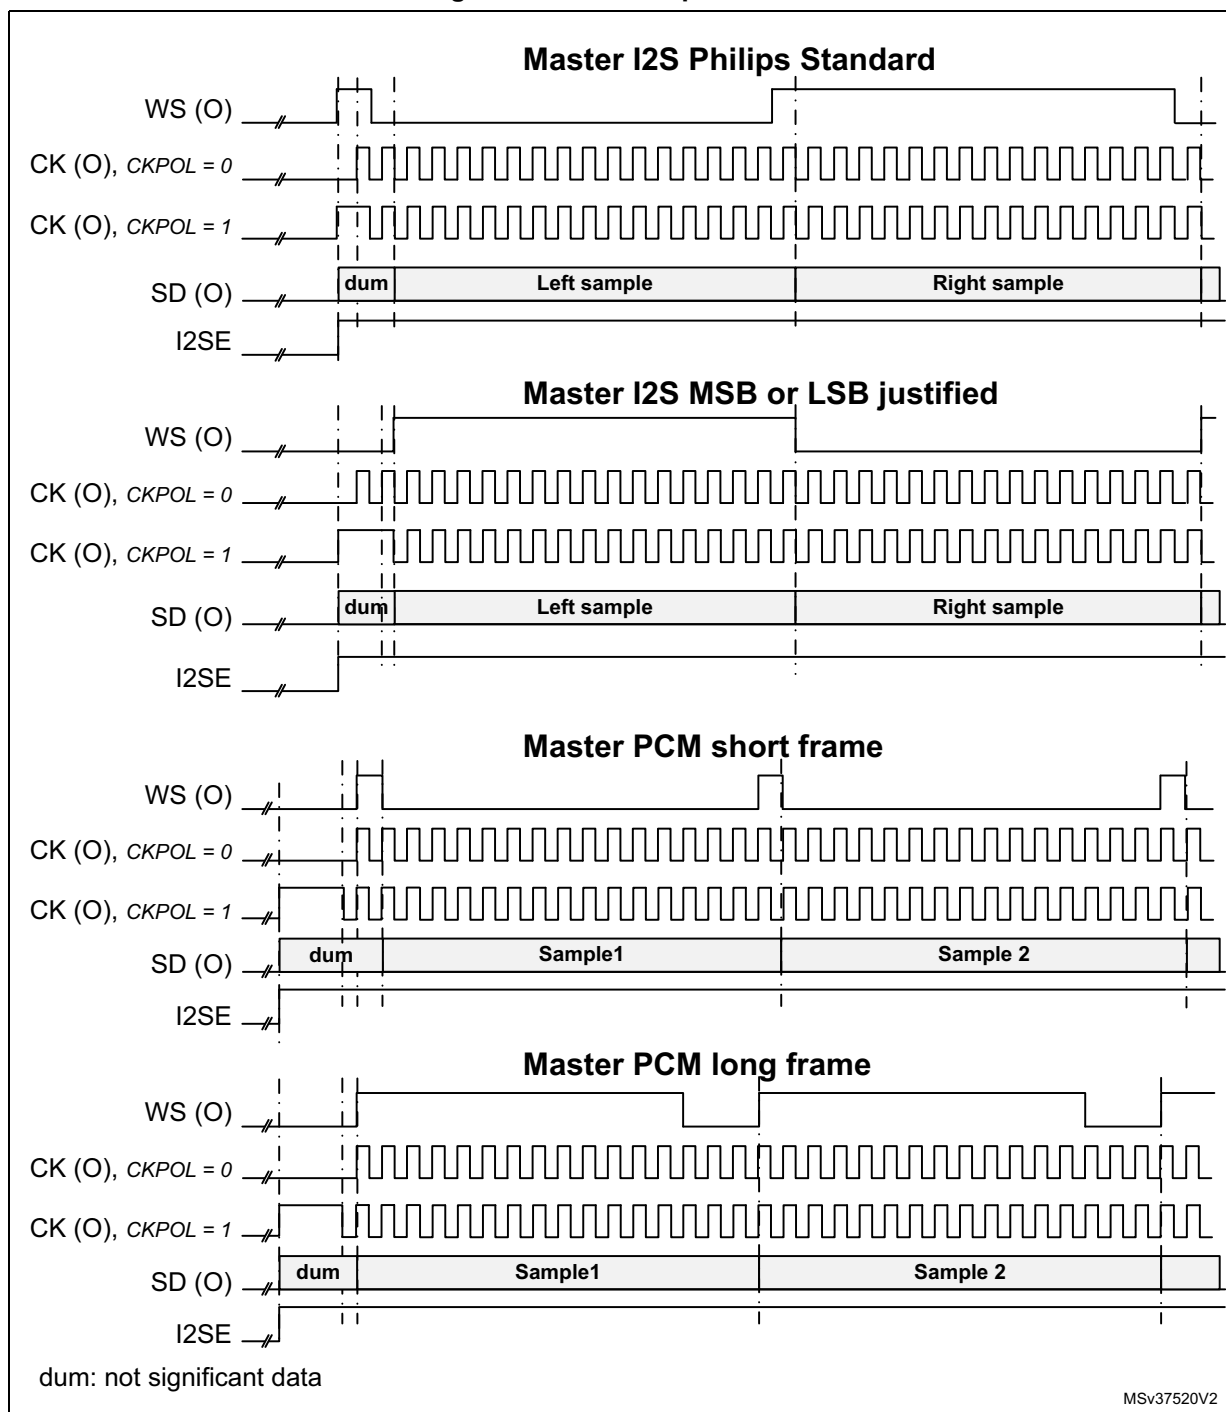 Master I2S Philips Standard
WS (O)
CK (O), CKPOL = 0
CK (O), CKPOL = 1
SD (O)
dum
Left sample
Right sample
I2SE
Master I2S MSB or LSB justified
WS (O)
CK (O), CKPOL = 0
CK (O), CKPOL = 1
SD (O)
dum
Left sample
Right sample
I2SE
Master PCM short frame
WS (O)
CK (O), CKPOL = 0
CK (O), CKPOL = 1
SD (O)
dum
Sample1
Sample 2
I2SE
Master PCM long frame
WS (O)
CK (O), CKPOL = 0
CK (O), CKPOL = 1
SD (O)
dum
Sample1
Sample 2
I2SE
dum: not significant data
MSv37520V2